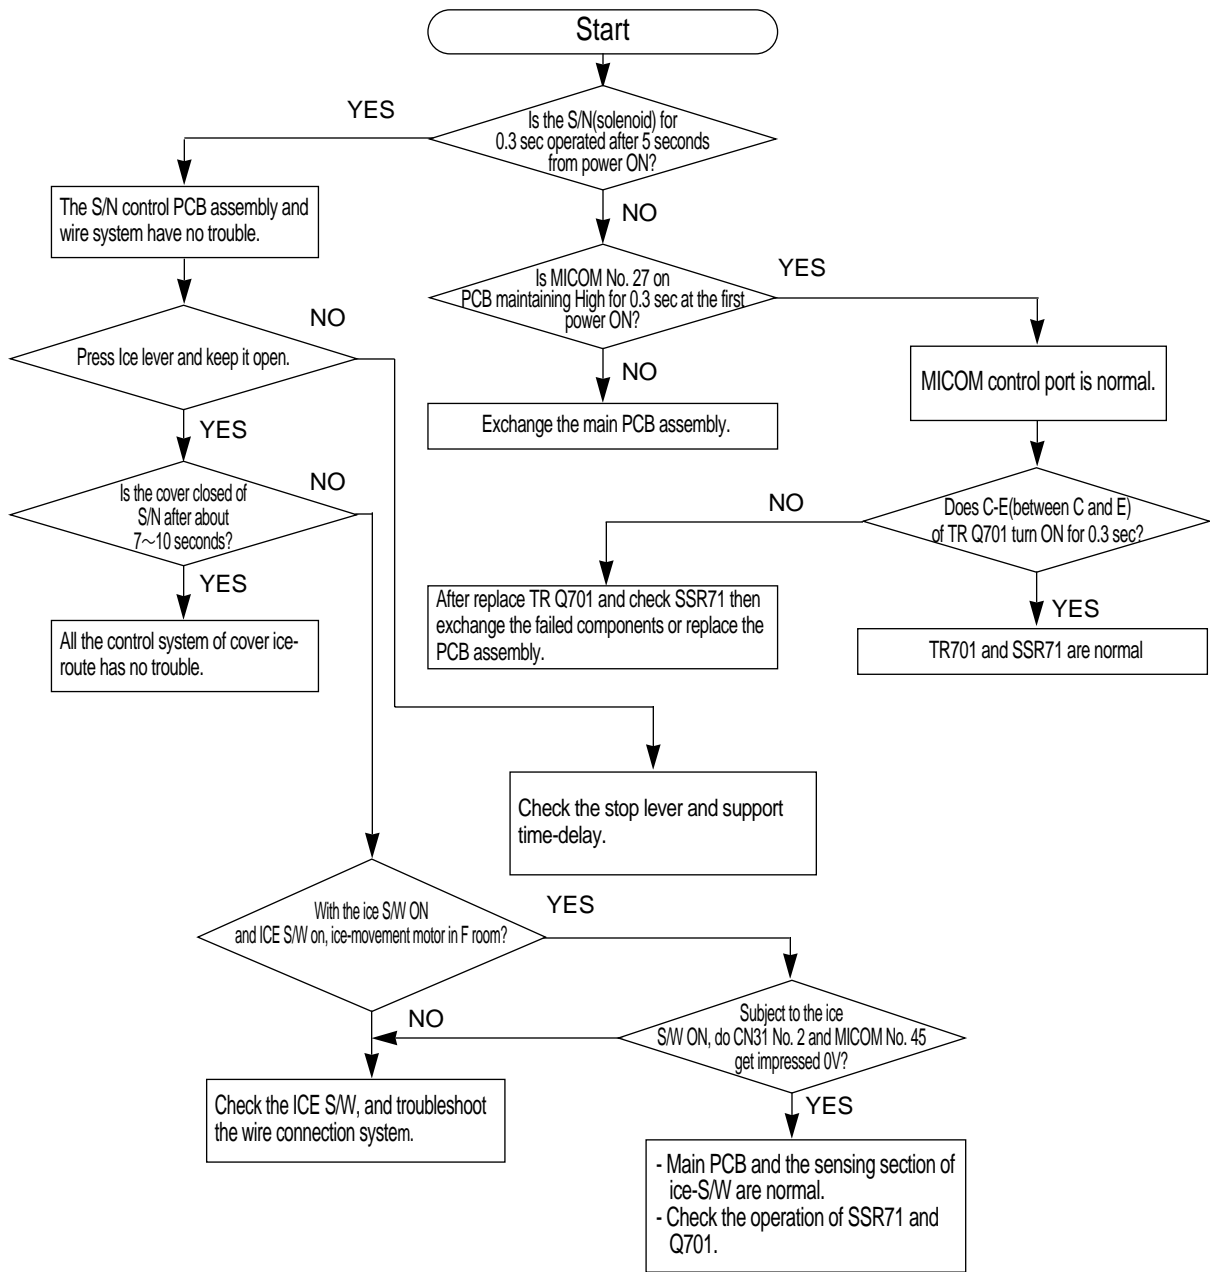 Start
YES
Is the S/N(solenoid) for
0.3 sec operated after 5 seconds
from power ON?
The S/N control PCB assembly and
wire system have no trouble.
NO
Is MICOM No. 27 on
PCB maintaining High for 0.3 sec at the first
power ON?
YES
NO
Press Ice lever and keep it open.
NO
Exchange the main PCB assembly.
MICOM control port is normal.
YES
Is the cover closed of
S/N after about
7～10 seconds?
NO
NO
Does C-E(between C and E)
of TR Q701 turn ON for 0.3 sec?
YES
YES
All the control system of cover ice-
route has no trouble.
After replace TR Q701 and check SSR71 then
exchange the failed components or replace the
PCB assembly.
TR701 and SSR71 are normal
Check the stop lever and support
time-delay.
With the ice S/W ON
and ICE S/W on, ice-movement motor in F room?
YES
NO
Subject to the ice
S/W ON, do CN31 No. 2 and MICOM No. 45
get impressed 0V?
Check the ICE S/W, and troubleshoot
the wire connection system.
YES
- Main PCB and the sensing section of
ice-S/W are normal.
- Check the operation of SSR71 and
Q701.